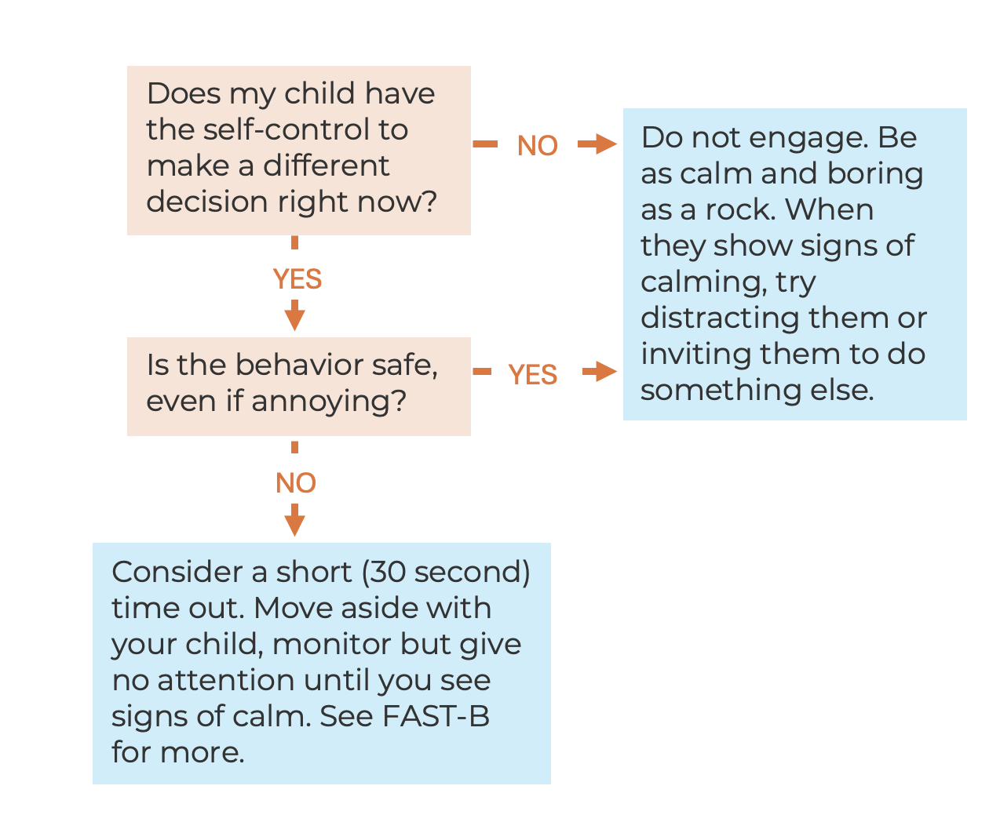 Does my child have
the self-control to
make a different
decision right now?
NO
Do not engage. Be
as calm and boring
as a rock. When
they show signs of
calming, try
distracting them or
inviting them to do
something else.
YES
Is the behavior safe,
even if annoying?
YES
NO
Consider a short (30 second)
time out. Move aside with
your child, monitor but give
no attention until you see
signs of calm. See FAST-B
for more.